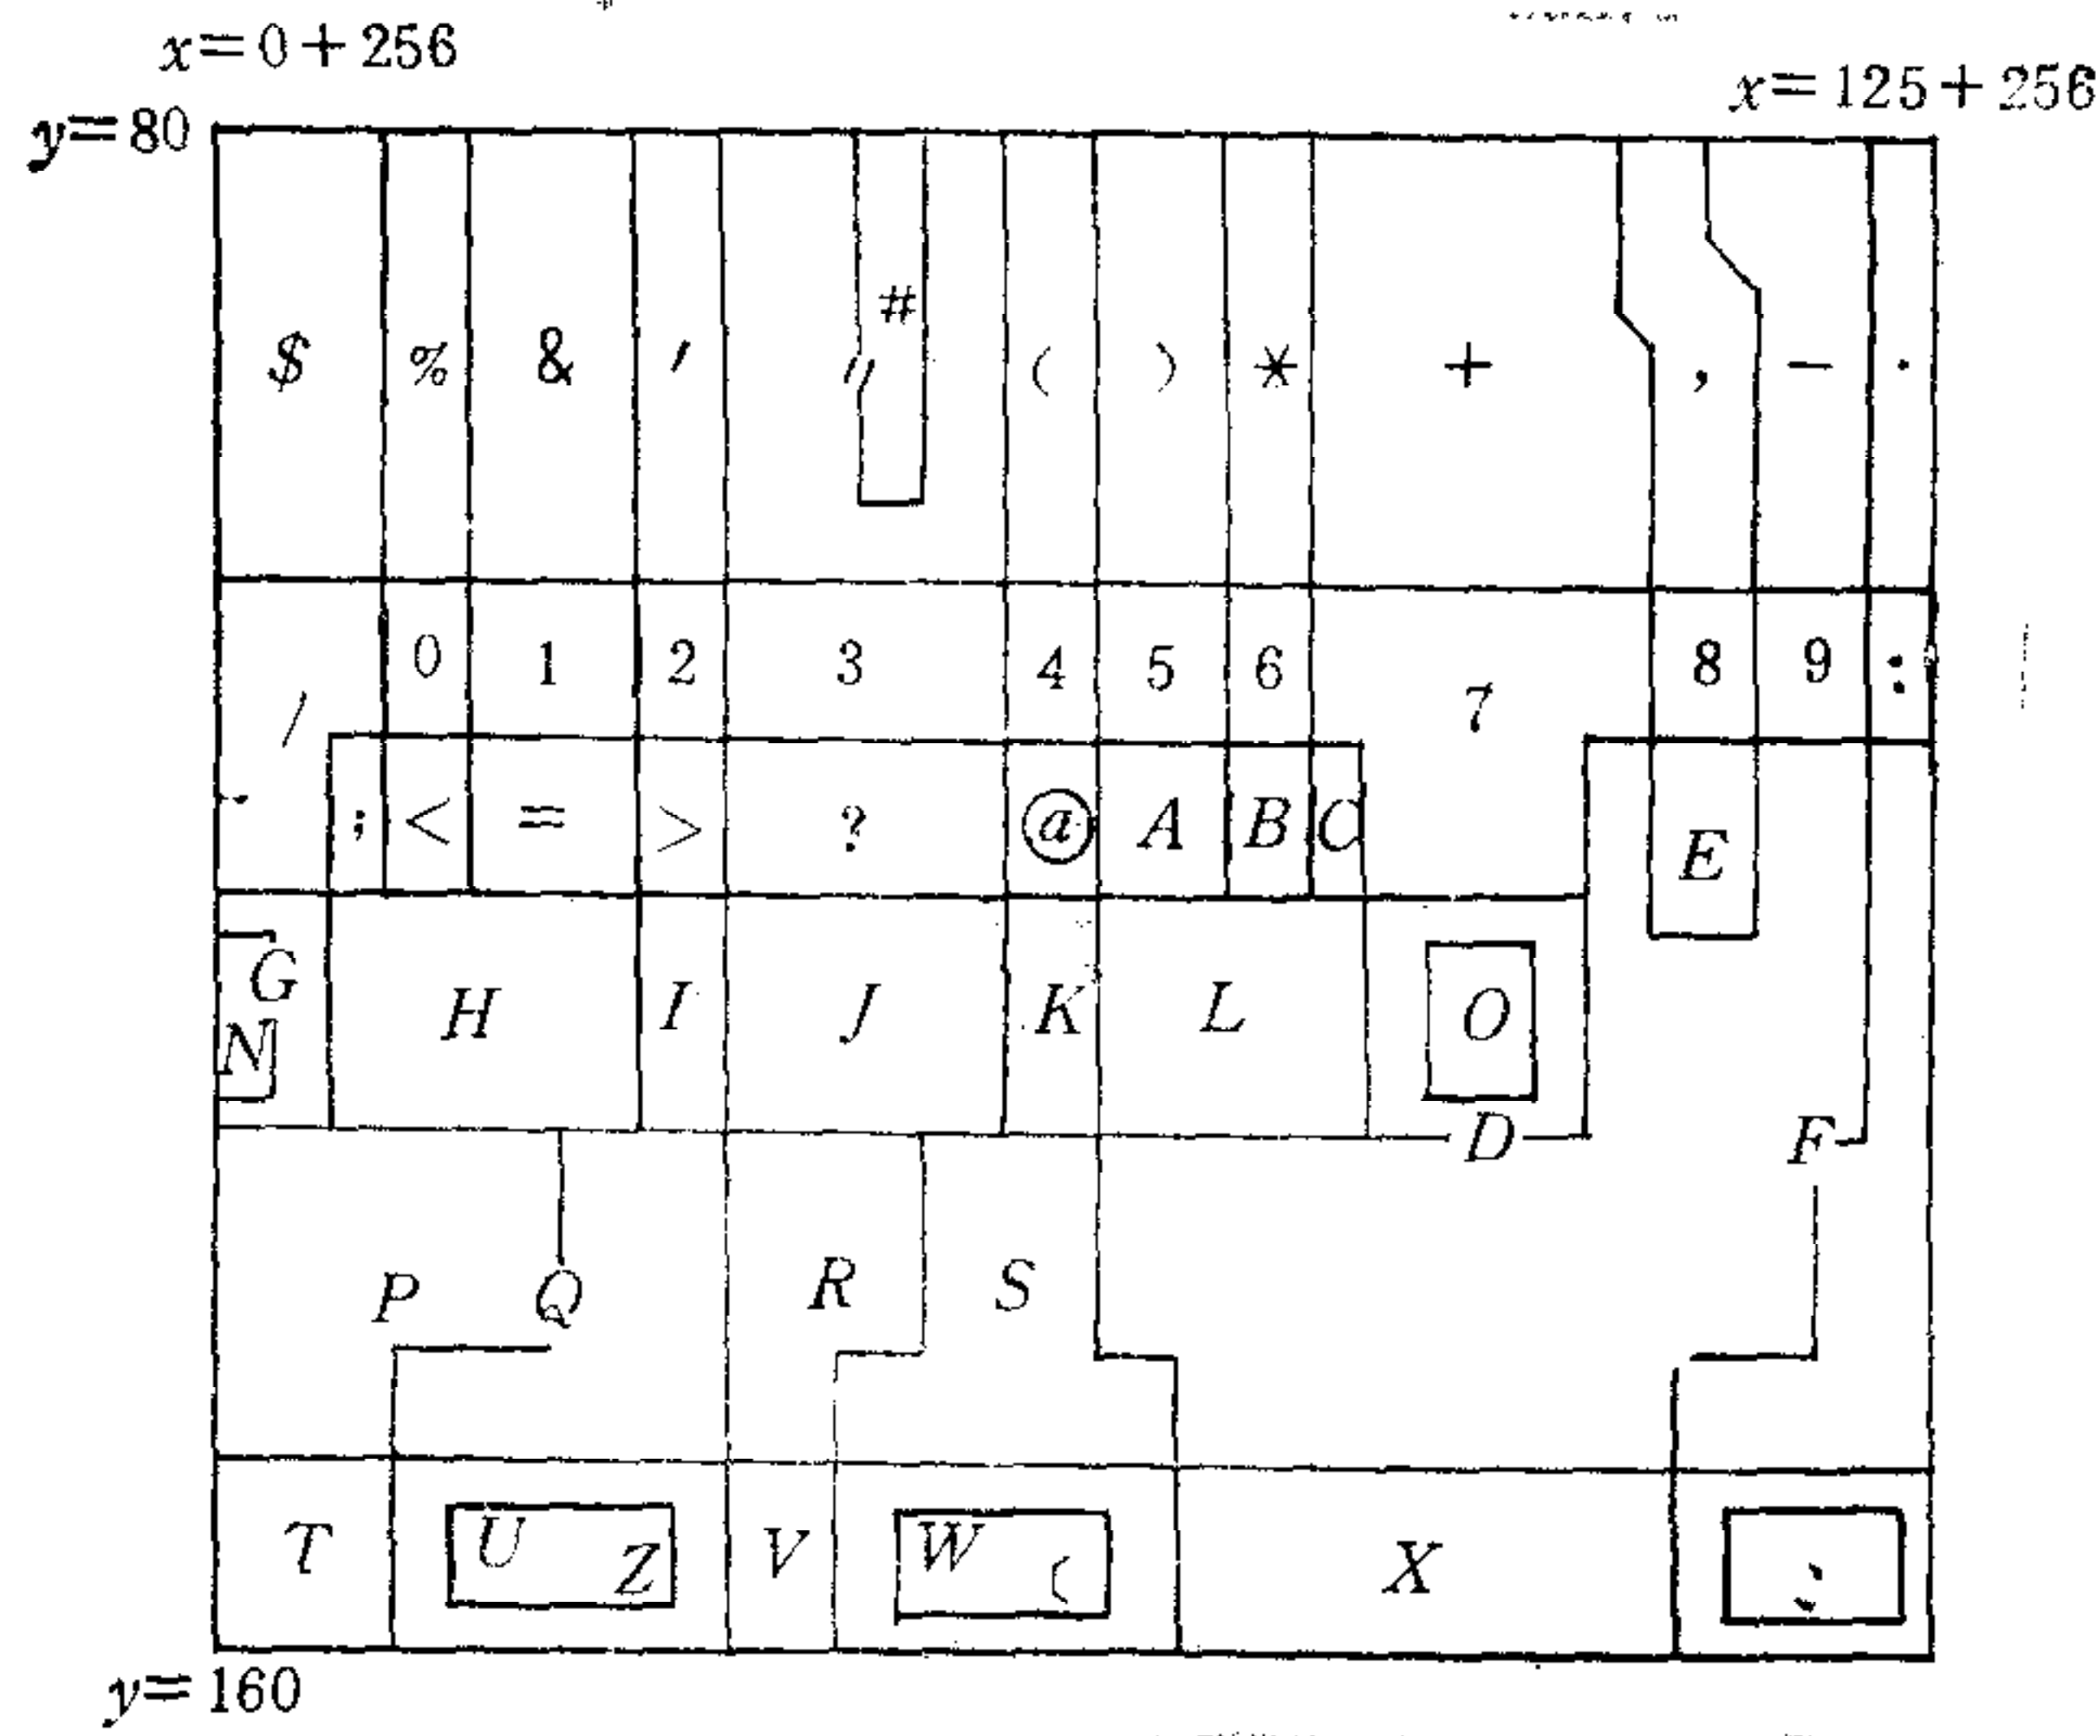 x=0+256
x=125+256
y=80
#
$ % & ′ ″ ( ) * + , − ·
0 1 2 3 4 5 6 8 9 :
/ 7
; < = > ? @ A B C E
G
H I J K L O
N
D F
P Q R S
T U Z V W ( X
y=160